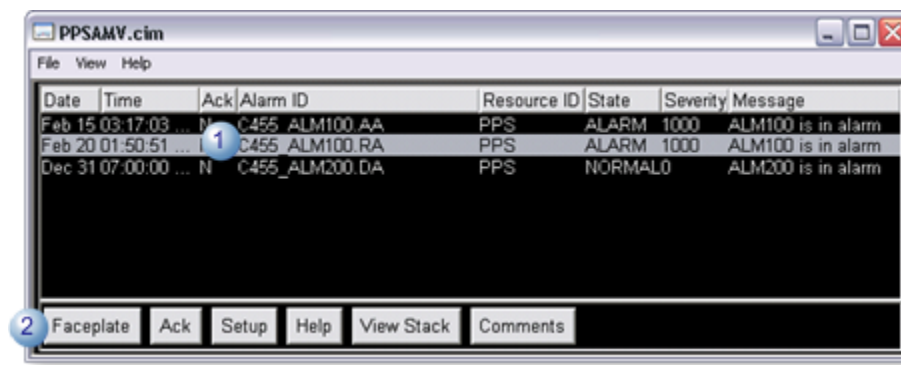 PPSAMV.cim
File View Help
Date Time Ack Alarm ID Resource ID State Severity Message
Feb 15 03:17:03 ... N C455_ALM100.AA PPS ALARM 1000 ALM100 is in alarm
1
Feb 20 01:50:51 ... C455_ALM100.RA PPS ALARM 1000 ALM100 is in alarm
Dec 31 07:00:00 ... N C455_ALM200.DA PPS NORMAL 0 ALM200 is in alarm
2 Faceplate Ack Setup Help View Stack Comments